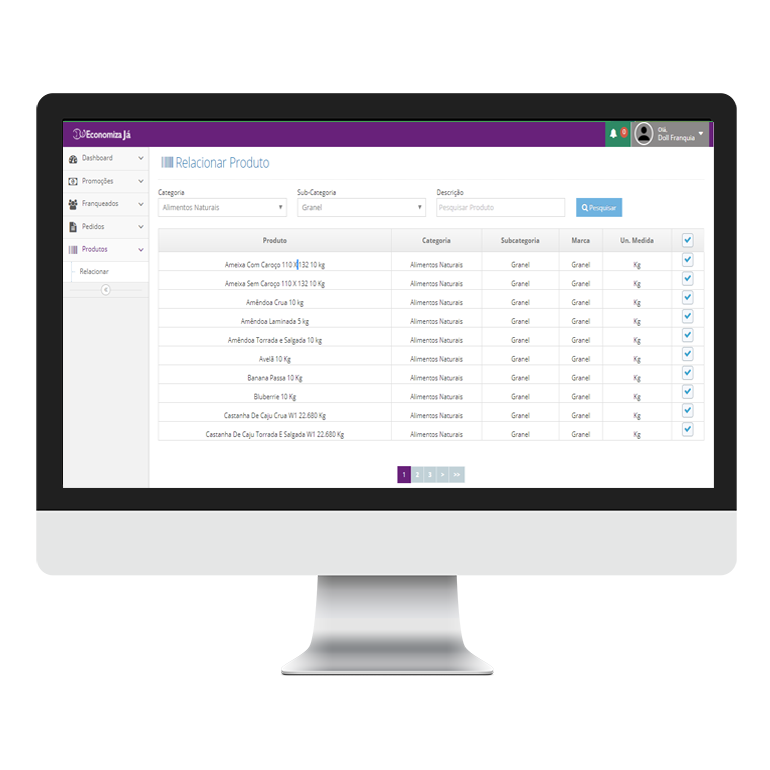 Economiza Já
6
Olá,
Doll Franquia
Dashboard
Promoções
Franqueados
Pedidos
Produtos
Relacionar
Relacionar Produto
Categoria Sub-Categoria Descrição
Alimentos Naturais Granel Pesquisar Produto Pesquisar
Produto Categoria Subcategoria Marca Un. Medida
Ameixa Com Caroço 110 X 132 10 kg Alimentos Naturais Granel Granel Kg
Ameixa Sem Caroço 110 X 132 10 Kg Alimentos Naturais Granel Granel Kg
Amêndoa Crua 10 kg Alimentos Naturais Granel Granel Kg
Amêndoa Laminada 5 kg Alimentos Naturais Granel Granel Kg
Amêndoa Torrada e Salgada 10 kg Alimentos Naturais Granel Granel Kg
Avelã 10 Kg Alimentos Naturais Granel Granel Kg
Banana Passa 10 Kg Alimentos Naturais Granel Granel Kg
Bluberrie 10 Kg Alimentos Naturais Granel Granel Kg
Castanha De Caju Crua W1 22.680 Kg Alimentos Naturais Granel Granel Kg
Castanha De Caju Torrada E Salgada W1 22.680 Kg Alimentos Naturais Granel Granel Kg
1 2 3 > >>